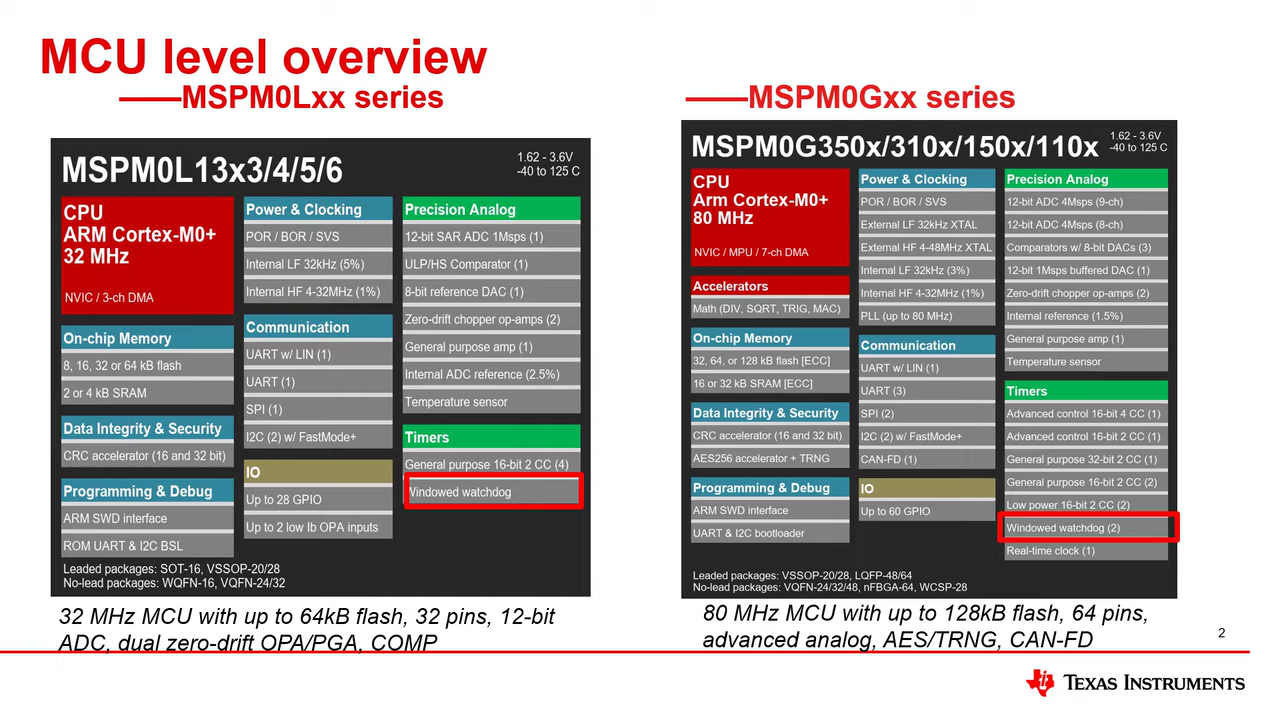 MCU level overview
——MSPM0Lxx series
——MSPM0Gxx series
MSPM0L13x3/4/5/6
1.62 - 3.6V
-40 to 125 C
CPU
ARM Cortex-M0+
32 MHz
NVIC / 3-ch DMA
On-chip Memory
8, 16, 32 or 64 kB flash
2 or 4 kB SRAM
Data Integrity & Security
CRC accelerator (16 and 32 bit)
Programming & Debug
ARM SWD interface
ROM UART & I2C BSL
Power & Clocking
POR / BOR / SVS
Internal LF 32kHz (5%)
Internal HF 4-32MHz (1%)
Communication
UART w/ LIN (1)
UART (1)
SPI (1)
I2C (2) w/ FastMode+
IO
Up to 28 GPIO
Up to 2 low Ib OPA inputs
Precision Analog
12-bit SAR ADC 1Msps (1)
ULP/HS Comparator (1)
8-bit reference DAC (1)
Zero-drift chopper op-amps (2)
General purpose amp (1)
Internal ADC reference (2.5%)
Temperature sensor
Timers
General purpose 16-bit 2 CC (4)
Windowed watchdog
Leaded packages: SOT-16, VSSOP-20/28
No-lead packages: WQFN-16, VQFN-24/32
32 MHz MCU with up to 64kB flash, 32 pins, 12-bit
ADC, dual zero-drift OPA/PGA, COMP
MSPM0G350x/310x/150x/110x
1.62 - 3.6V
-40 to 125 C
CPU
Arm Cortex-M0+
80 MHz
NVIC / MPU / 7-ch DMA
Accelerators
Math (DIV, SQRT, TRIG, MAC)
On-chip Memory
32, 64, or 128 kB flash [ECC]
16 or 32 kB SRAM [ECC]
Data Integrity & Security
CRC accelerator (16 and 32 bit)
AES256 accelerator + TRNG
Programming & Debug
ARM SWD interface
UART & I2C bootloader
Power & Clocking
POR / BOR / SVS
External LF 32kHz XTAL
External HF 4-48MHz XTAL
Internal LF 32kHz (3%)
Internal HF 4-32MHz (1%)
PLL (up to 80 MHz)
Communication
UART w/ LIN (1)
UART (3)
SPI (2)
I2C (2) w/ FastMode+
CAN-FD (1)
IO
Up to 60 GPIO
Precision Analog
12-bit ADC 4Msps (9-ch)
12-bit ADC 4Msps (8-ch)
Comparators w/ 8-bit DACs (3)
12-bit 1Msps buffered DAC (1)
Zero-drift chopper op-amps (2)
Internal reference (1.5%)
General purpose amp (1)
Temperature sensor
Timers
Advanced control 16-bit 4 CC (1)
Advanced control 16-bit 2 CC (1)
General purpose 32-bit 2 CC (1)
General purpose 16-bit 2 CC (2)
Low power 16-bit 2 CC (2)
Windowed watchdog (2)
Real-time clock (1)
Leaded packages: VSSOP-20/28, LQFP-48/64
No-lead packages: VQFN-24/32/48, nFBGA-64, WCSP-28
80 MHz MCU with up to 128kB flash, 64 pins,
advanced analog, AES/TRNG, CAN-FD
2
TEXAS INSTRUMENTS